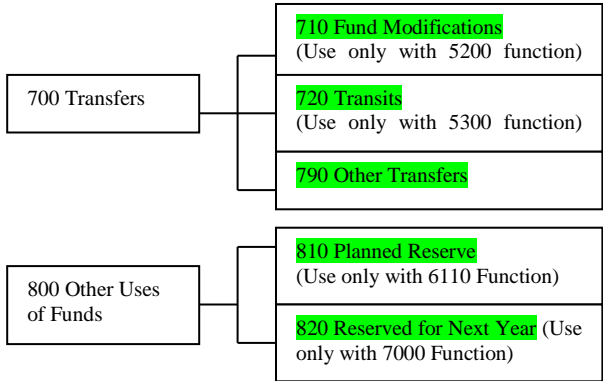 700 Transfers
710 Fund Modifications
(Use only with 5200 function)
720 Transits
(Use only with 5300 function)
790 Other Transfers
800 Other Uses
of Funds
810 Planned Reserve
(Use only with 6110 Function)
820 Reserved for Next Year (Use
only with 7000 Function)